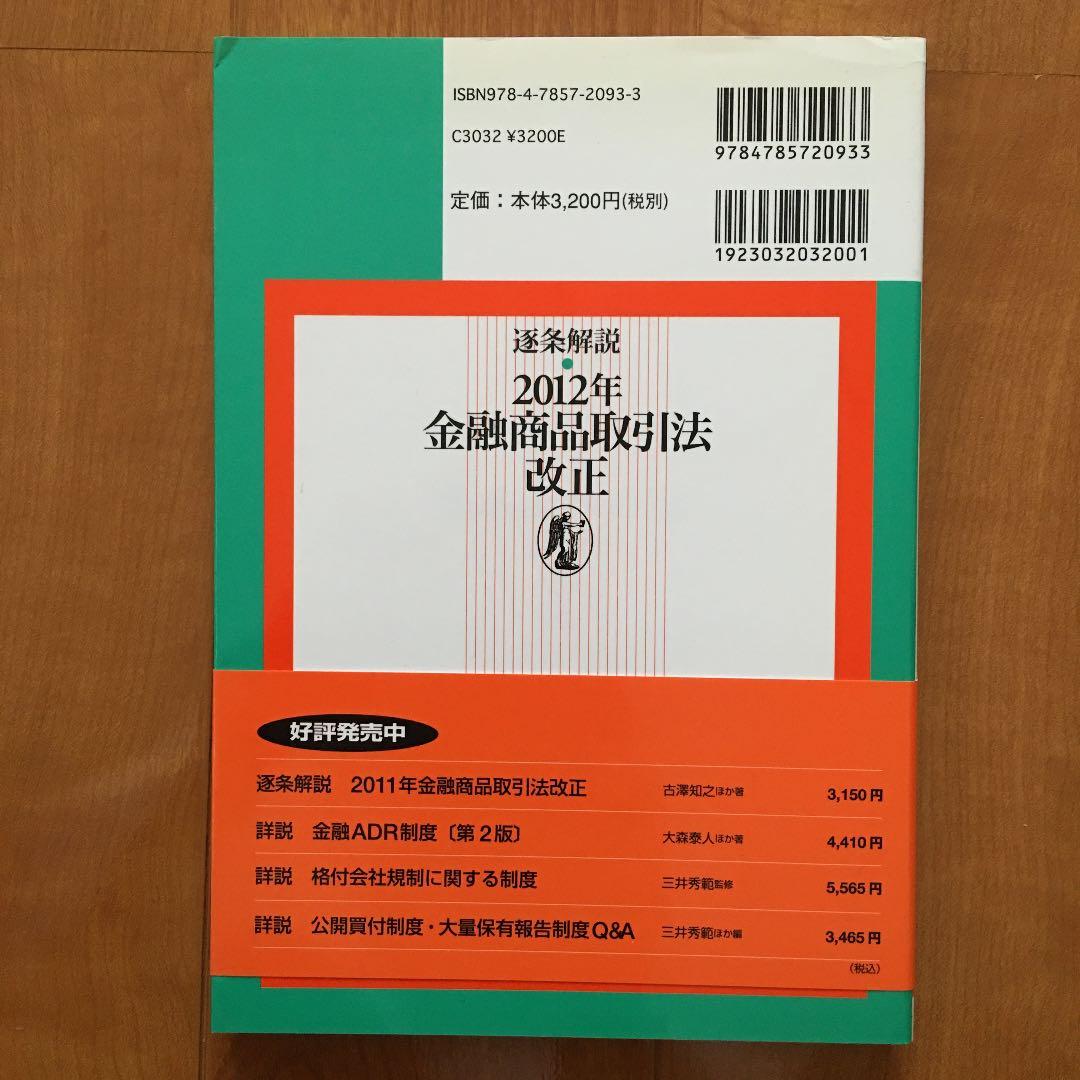 ISBN978-4-7857-2093-3
C3032 ¥3200E
9784785720933
定価：本体3,200円(税別)
1923032032001
逐条解説
2012年
金融商品取引法
改正
好評発売中
逐条解説 2011年金融商品取引法改正 古澤知之ほか著 3,150円
詳説 金融ADR制度〔第2版〕 大森泰人ほか著 4,410円
詳説 格付会社規制に関する制度 三井秀範監修 5,565円
詳説 公開買付制度・大量保有報告制度Q&A 三井秀範ほか編 3,465円
(税込)